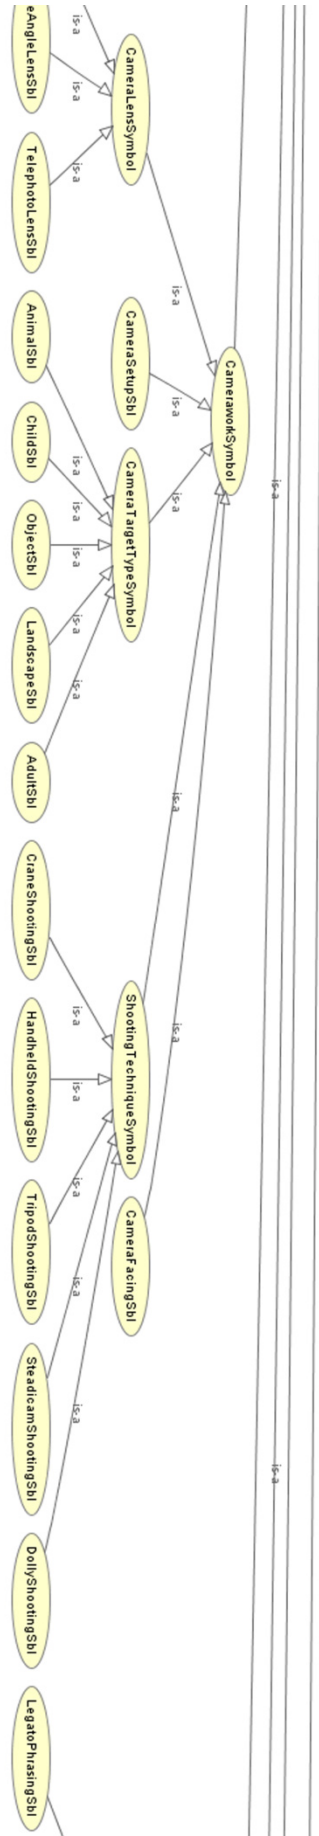 eAngleLensSbl
TelephotoLensSbl
AnimalSbl
ChildSbl
ObjectSbl
LandscapeSbl
AdultSbl
CraneShootingSbl
HandheldShootingSbl
TripodShootingSbl
SteadicamShootingSbl
DollyShootingSbl
LegatoPhrasingSbl
is-a
is-a
is-a
is-a
is-a
is-a
is-a
is-a
is-a
is-a
is-a
is-a
is-a
CameraLensSymbol
CameraSetupSbl
CameraTargetTypeSymbol
ShootingTechniqueSymbol
CameraFacingSbl
is-a
is-a
is-a
is-a
is-a
CameraworkSymbol
is-a
is-a